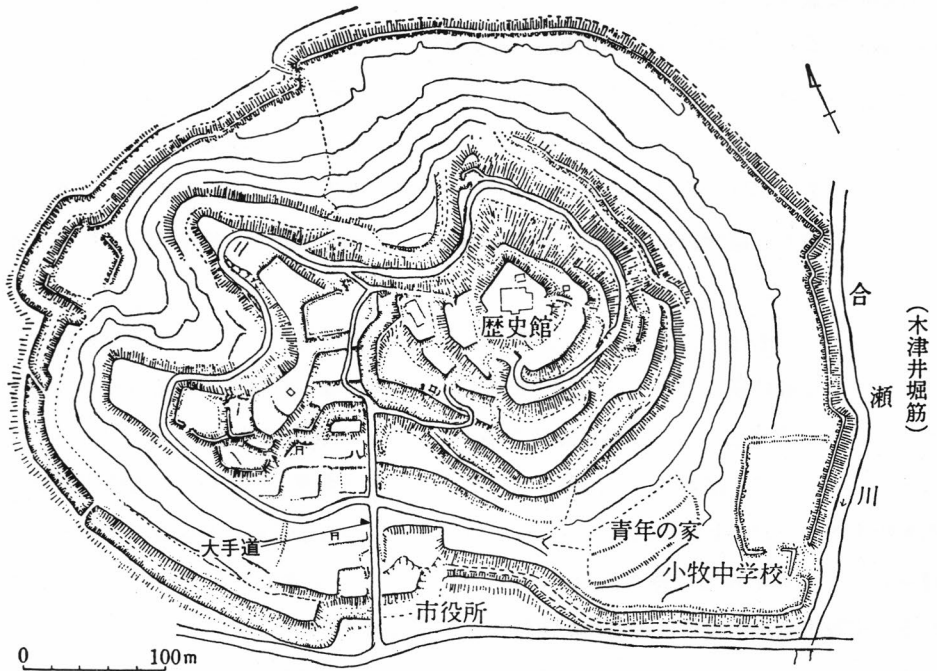 歴史館
合瀬川
(木津井堀筋)
大手道
青年の家
小牧中学校
市役所
0 100m